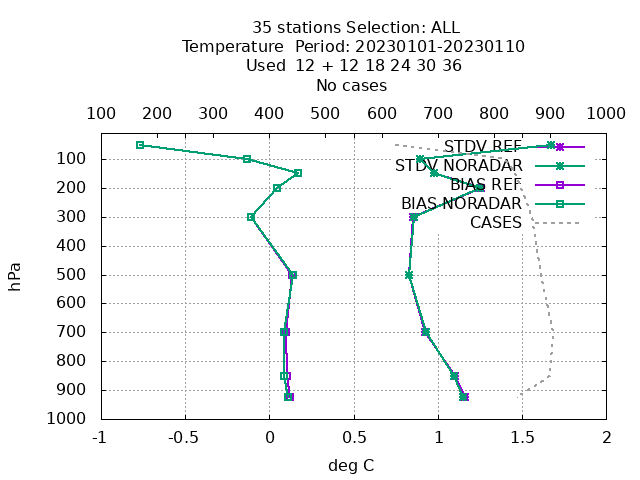 35 stations Selection: ALL
Temperature  Period: 20230101-20230110
Used  12 + 12 18 24 30 36
No cases
100 200 300 400 500 600 700 800 900 1000
STDV REF
STDV NORADAR
BIAS REF
BIAS NORADAR
CASES
hPa
100
200
300
400
500
600
700
800
900
1000
-1 -0.5 0 0.5 1 1.5 2
deg C